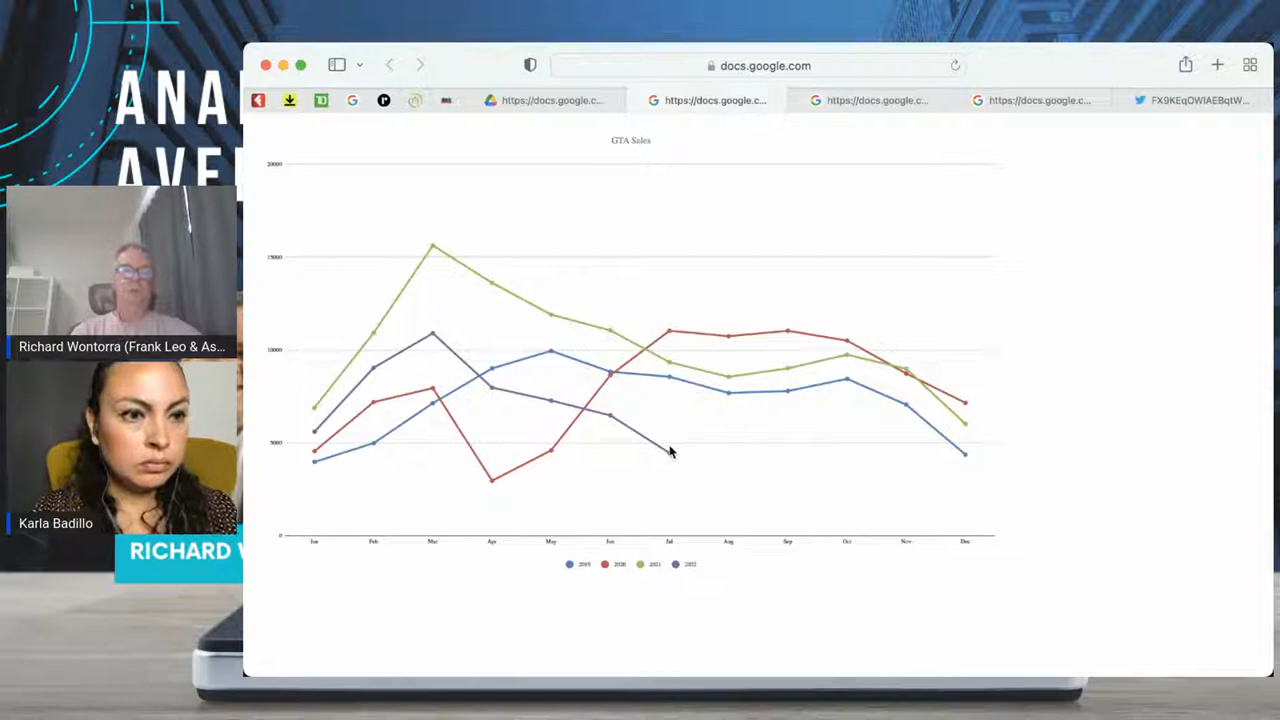 ANA
AVE
docs.google.com
https://docs.google.c...
https://docs.google.c...
https://docs.google.c...
https://docs.google.c...
FX9KEqOWIAEBqtW...
GTA Sales
20000
15000
10000
5000
0
Jan Feb Mar Apr May Jun Jul Aug Sep Oct Nov Dec
2019 2020 2021 2022
Richard Wontorra (Frank Leo & As...
Karla Badillo
RICHARD